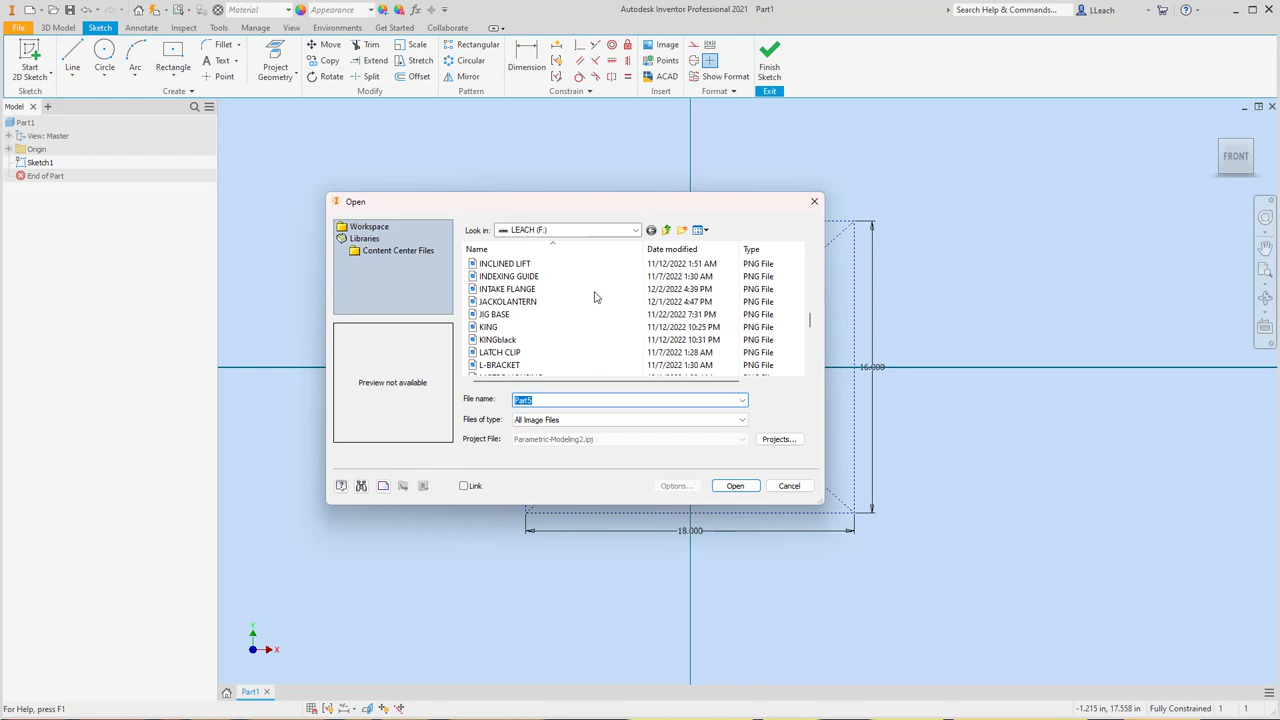 Material
Appearance
Autodesk Inventor Professional 2021 Part1
Search Help & Commands...
LLeach
File
3D Model
Sketch
Annotate
Inspect
Tools
Manage
View
Environments
Get Started
Collaborate
Start
2D Sketch
Line
Circle
Arc
Rectangle
Fillet
Text
Point
Project
Geometry
Move
Copy
Rotate
Trim
Extend
Split
Scale
Stretch
Offset
Rectangular
Circular
Mirror
Dimension
Image
Points
ACAD
Show Format
Finish
Sketch
Sketch
Create
Modify
Pattern
Constrain
Insert
Format
Exit
Model
Part1
View: Master
Origin
Sketch1
End of Part
FRONT
Open
Workspace
Libraries
Content Center Files
Look in:
LEACH (F:)
Name
Date modified
Type
INCLINED LIFT 11/12/2022 1:51 AM PNG File
INDEXING GUIDE 11/7/2022 1:30 AM PNG File
INTAKE FLANGE 12/2/2022 4:39 PM PNG File
JACKOLANTERN 12/1/2022 4:47 PM PNG File
JIG BASE 11/22/2022 7:31 PM PNG File
KING 11/12/2022 10:25 PM PNG File
KINGblack 11/12/2022 10:31 PM PNG File
LATCH CLIP 11/7/2022 1:28 AM PNG File
L-BRACKET 11/7/2022 1:30 AM PNG File
Preview not available
File name: Part5
Files of type: All Image Files
Project File: Parametric-Modeling2.ipj
Projects...
Link
Options...
Open
Cancel
16.000
18.000
Y
X
Part1
For Help, press F1
-1.215 in, 17.558 in
Fully Constrained
1
1